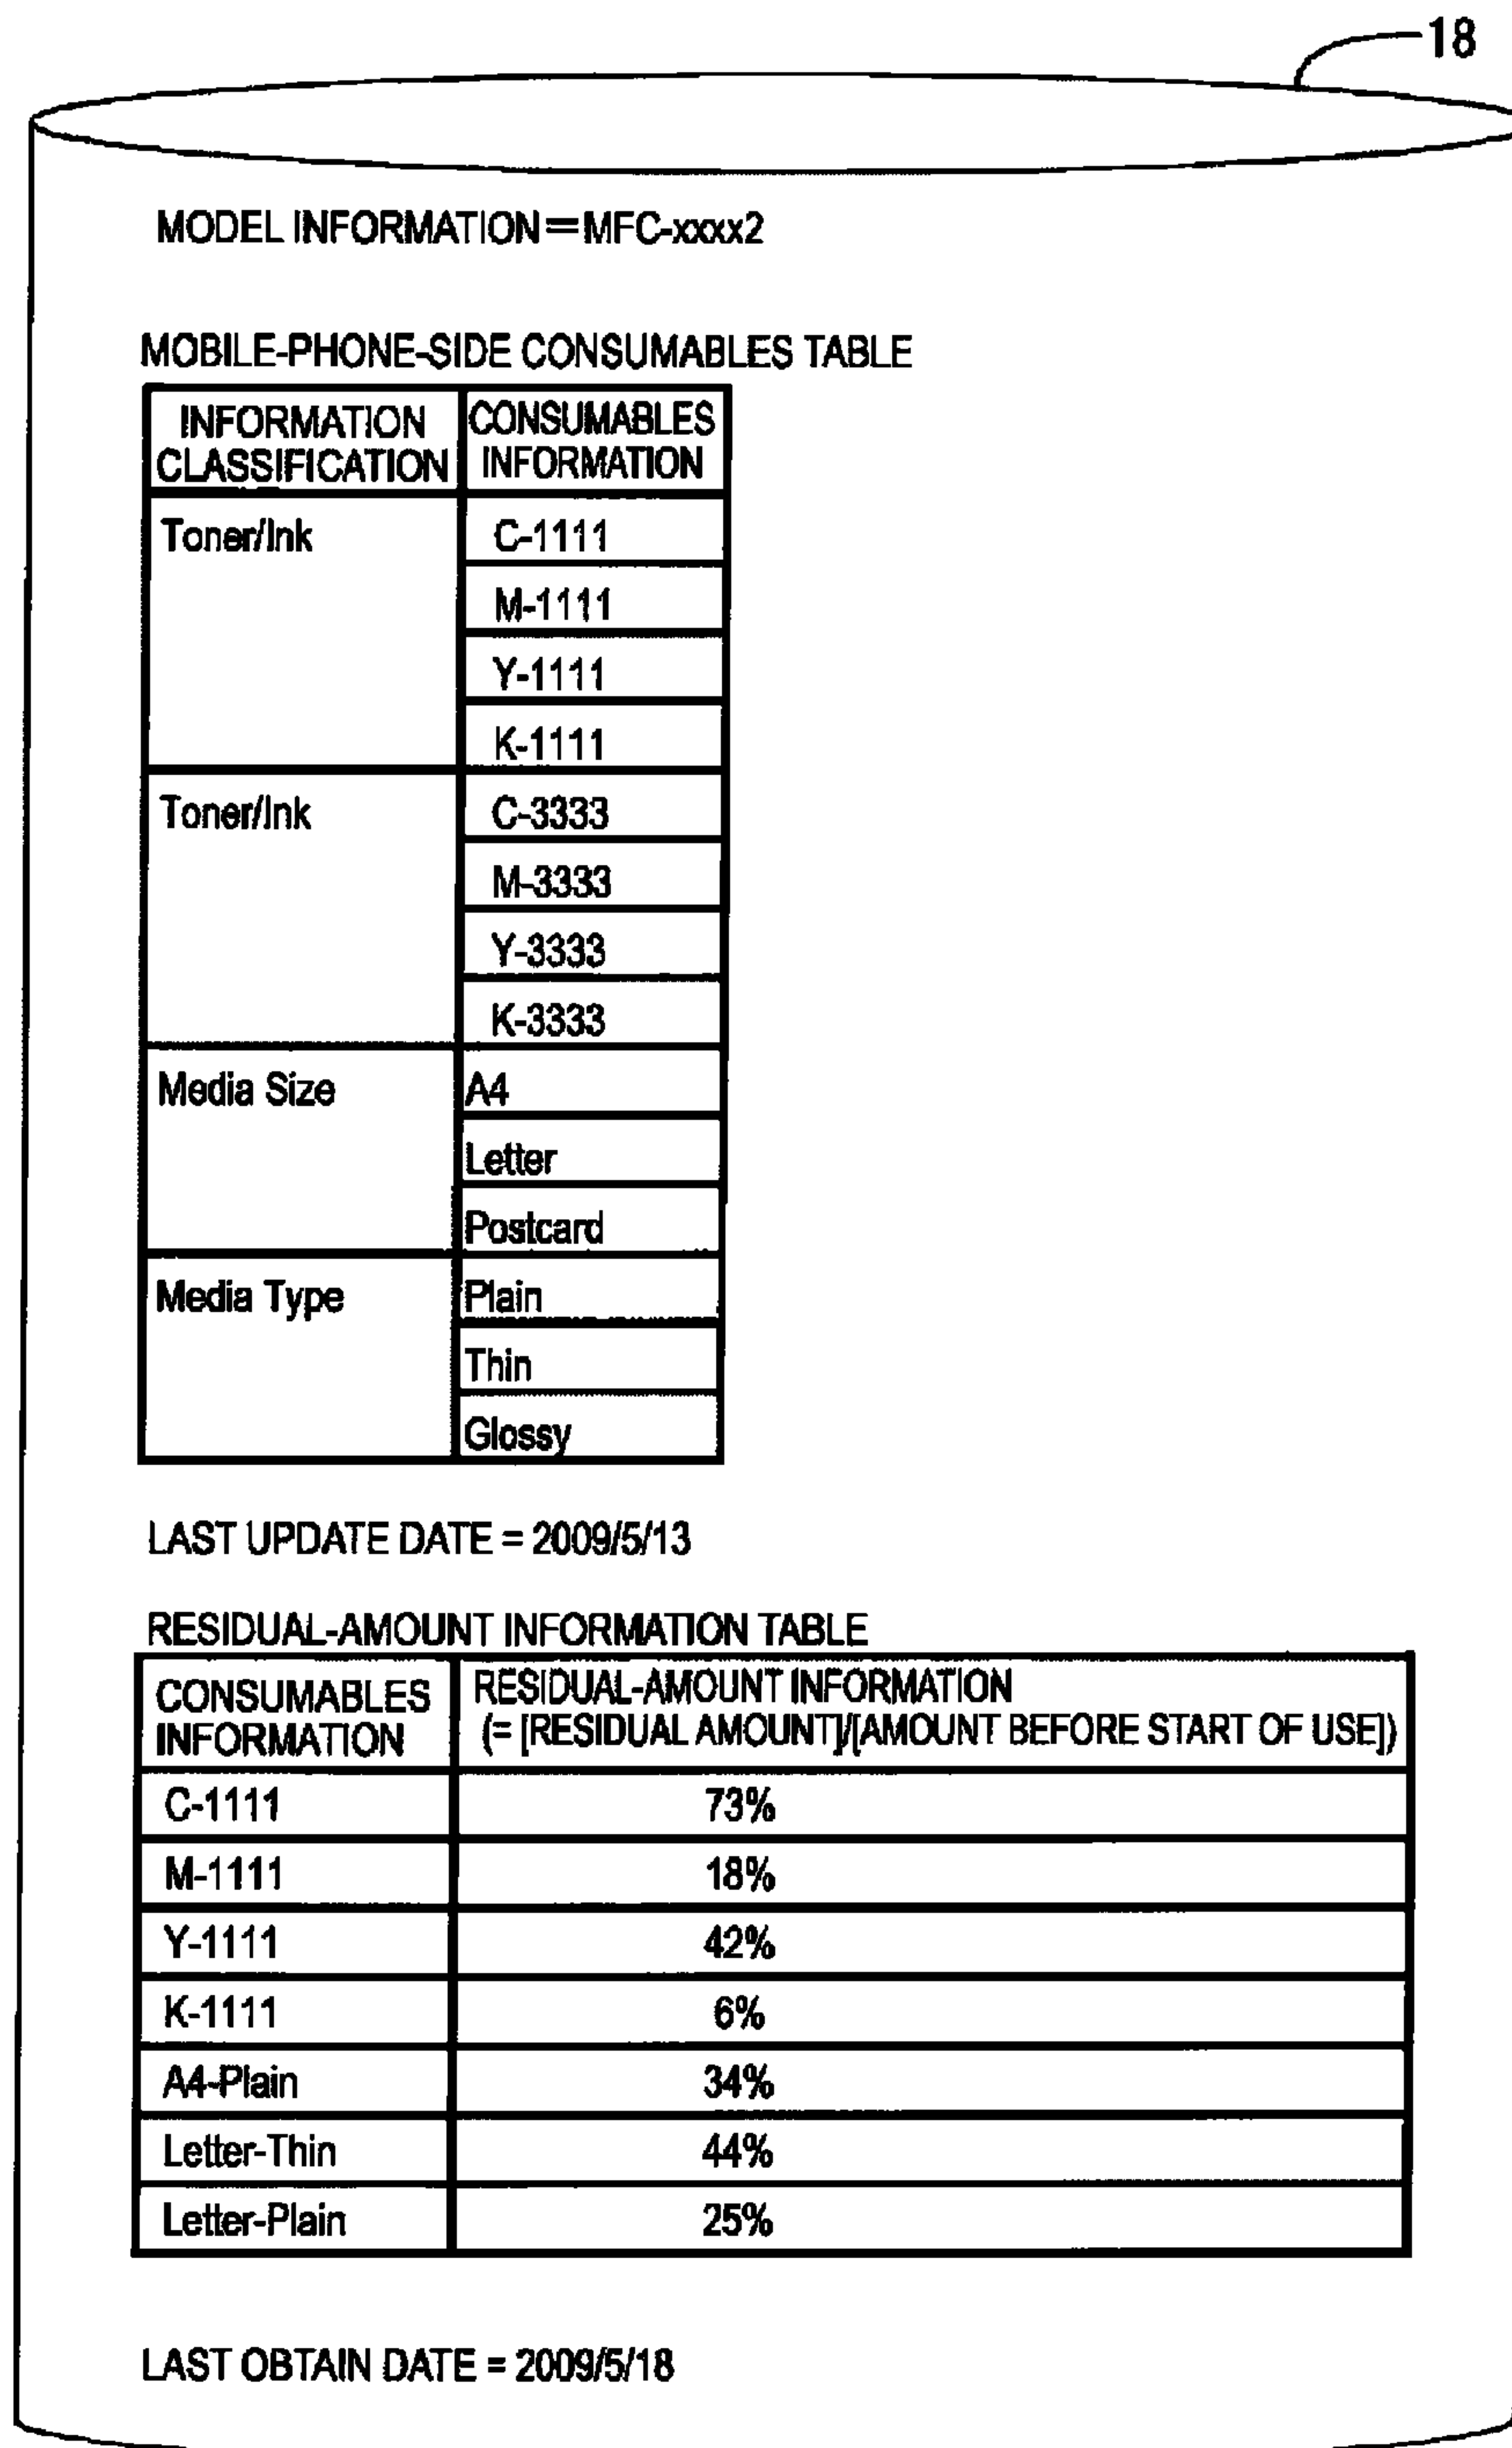 18
MODEL INFORMATION=MFC-xxxx2
MOBILE-PHONE-SIDE CONSUMABLES TABLE
INFORMATION CLASSIFICATION CONSUMABLES INFORMATION
Toner/Ink C-1111
M-1111
Y-1111
K-1111
Toner/Ink C-3333
M-3333
Y-3333
K-3333
Media Size A4
Letter
Postcard
Media Type Plain
Thin
Glossy
LAST UPDATE DATE = 2009/5/13
RESIDUAL-AMOUNT INFORMATION TABLE
CONSUMABLES INFORMATION RESIDUAL-AMOUNT INFORMATION
(= [RESIDUAL AMOUNT]/[AMOUNT BEFORE START OF USE])
C-1111 73%
M-1111 18%
Y-1111 42%
K-1111 6%
A4-Plain 34%
Letter-Thin 44%
Letter-Plain 25%
LAST OBTAIN DATE = 2009/5/18